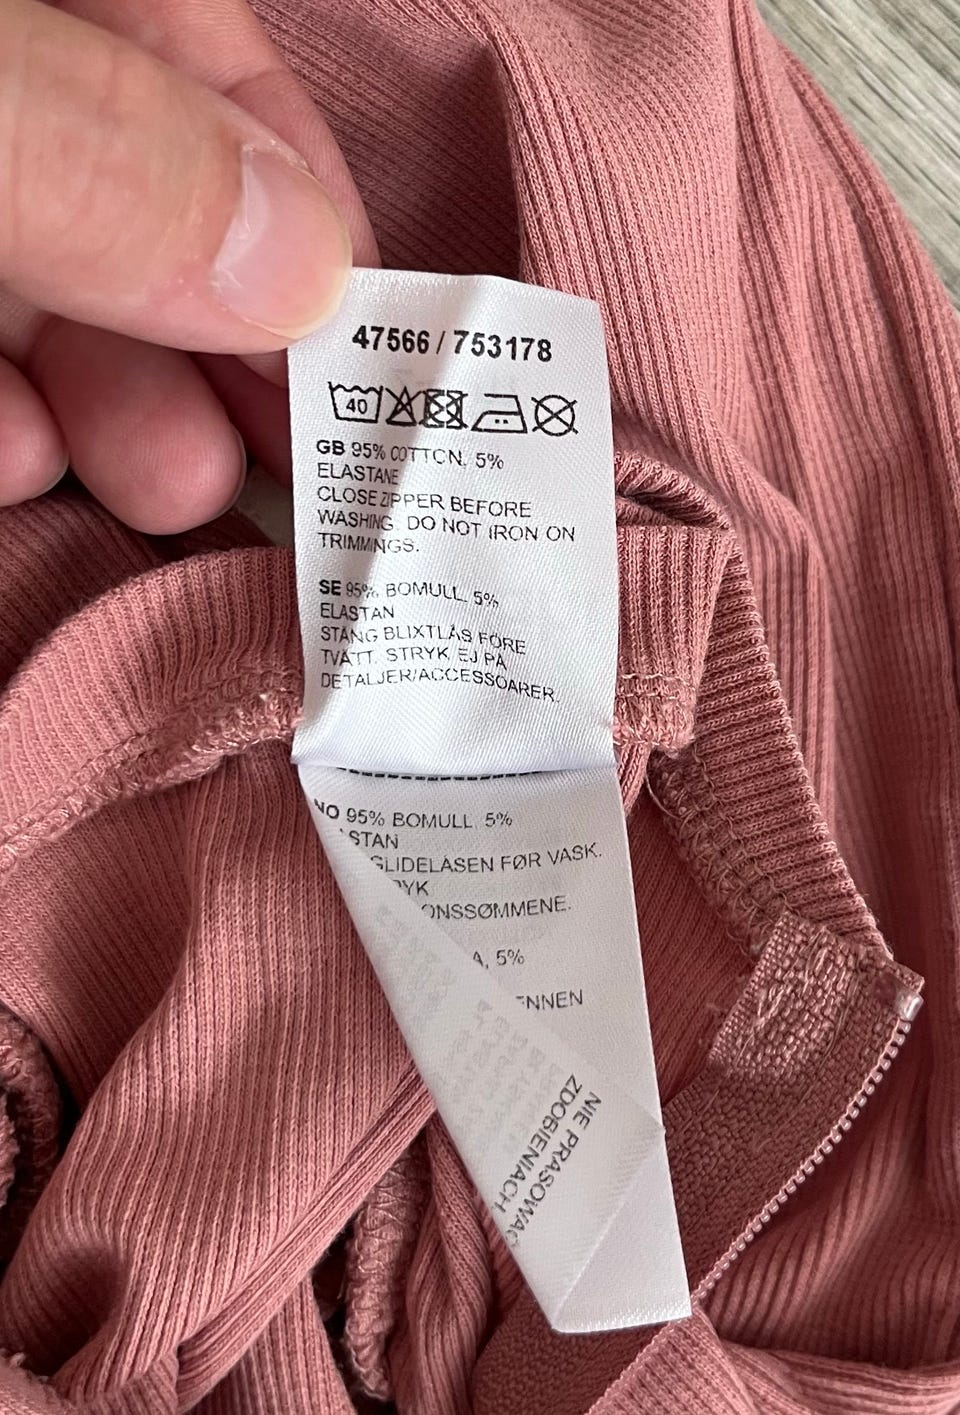 47566 / 753178
40
GB 95% COTTON, 5%
ELASTANE
CLOSE ZIPPER BEFORE
WASHING. DO NOT IRON ON
TRIMMINGS.
SE 95% BOMULL, 5%
ELASTAN
STÄNG BLIXTLÅS FÖRE
TVÄTT. STRYK EJ PÅ
DETALJER/ACCESSOARER.
NO 95% BOMULL, 5%
STAN
GLIDELÅSEN FØR VASK.
RYK
ONSSØMMENE.
A, 5%
ENNEN
NIE PRASOWAĆ
ZDOBIENIACH.